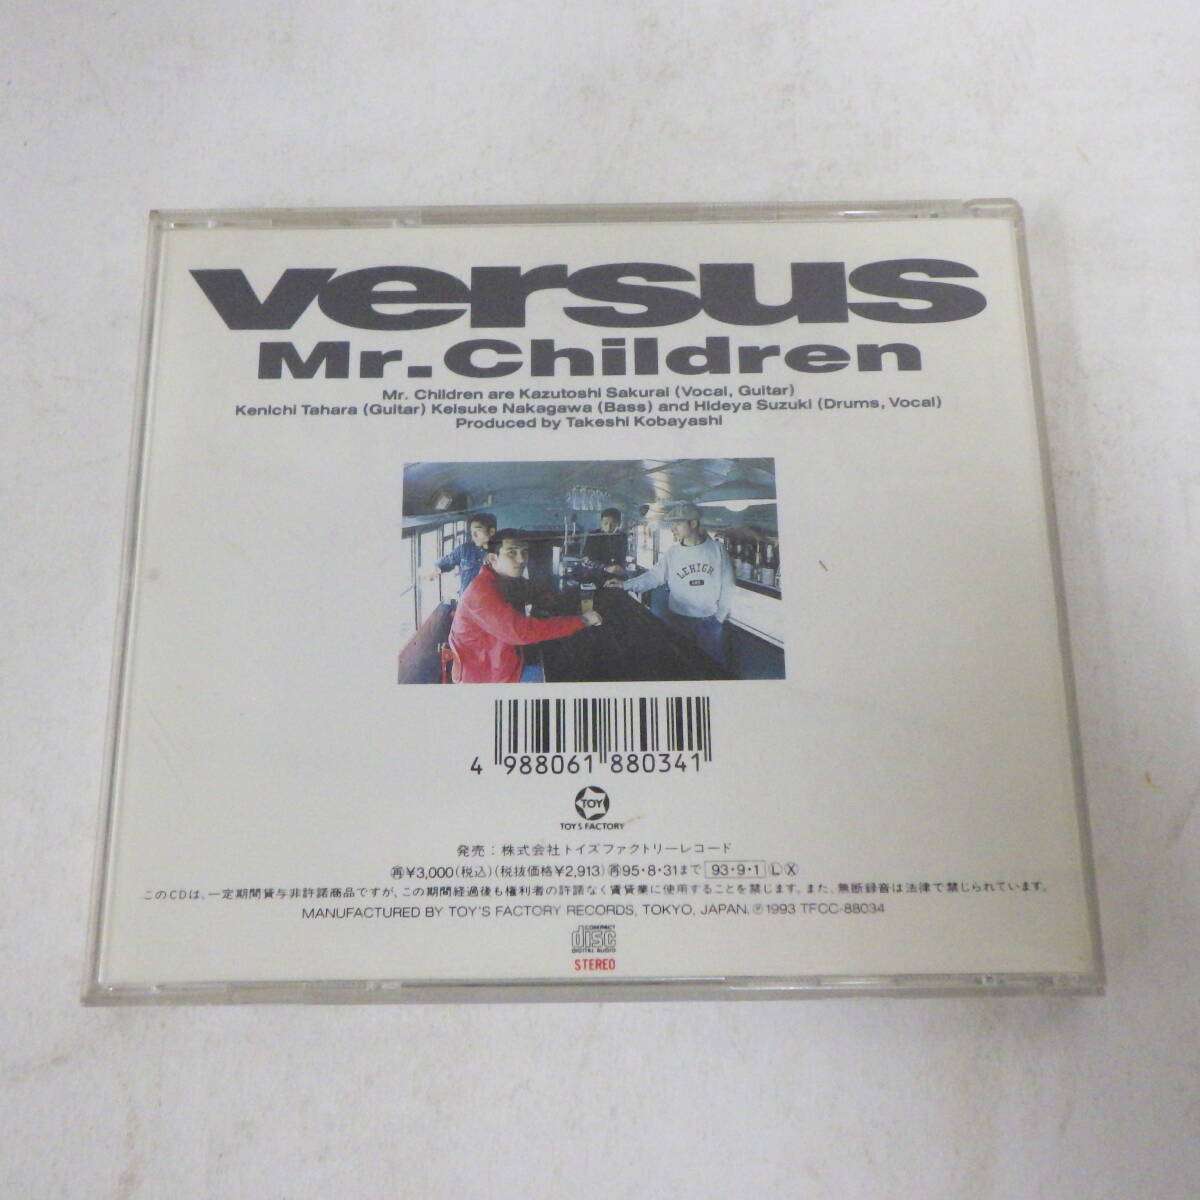 versus
Mr. Children
Mr. Children are Kazutoshi Sakurai (Vocal, Guitar)
Kenichi Tahara (Guitar) Keisuke Nakagawa (Bass) and Hideya Suzuki (Drums, Vocal)
Produced by Takeshi Kobayashi
LEHIGH
4 988061 880341
TOY
TOY'S FACTORY
発売：株式会社トイズファクトリーレコード
㋵¥3,000(税込)(税抜価格¥2,913)再95・8・31まで 93・9・1 Ⓛ Ⓧ
このCDは、一定期間貸与非許諾商品ですが、この期間経過後も権利者の許諾なく賃貸業に使用することを禁じます。また、無断録音は法律で禁じられています。
MANUFACTURED BY TOY'S FACTORY RECORDS, TOKYO, JAPAN. ℗1993 TFCC-88034
COMPACT
disc
DIGITAL AUDIO
STEREO